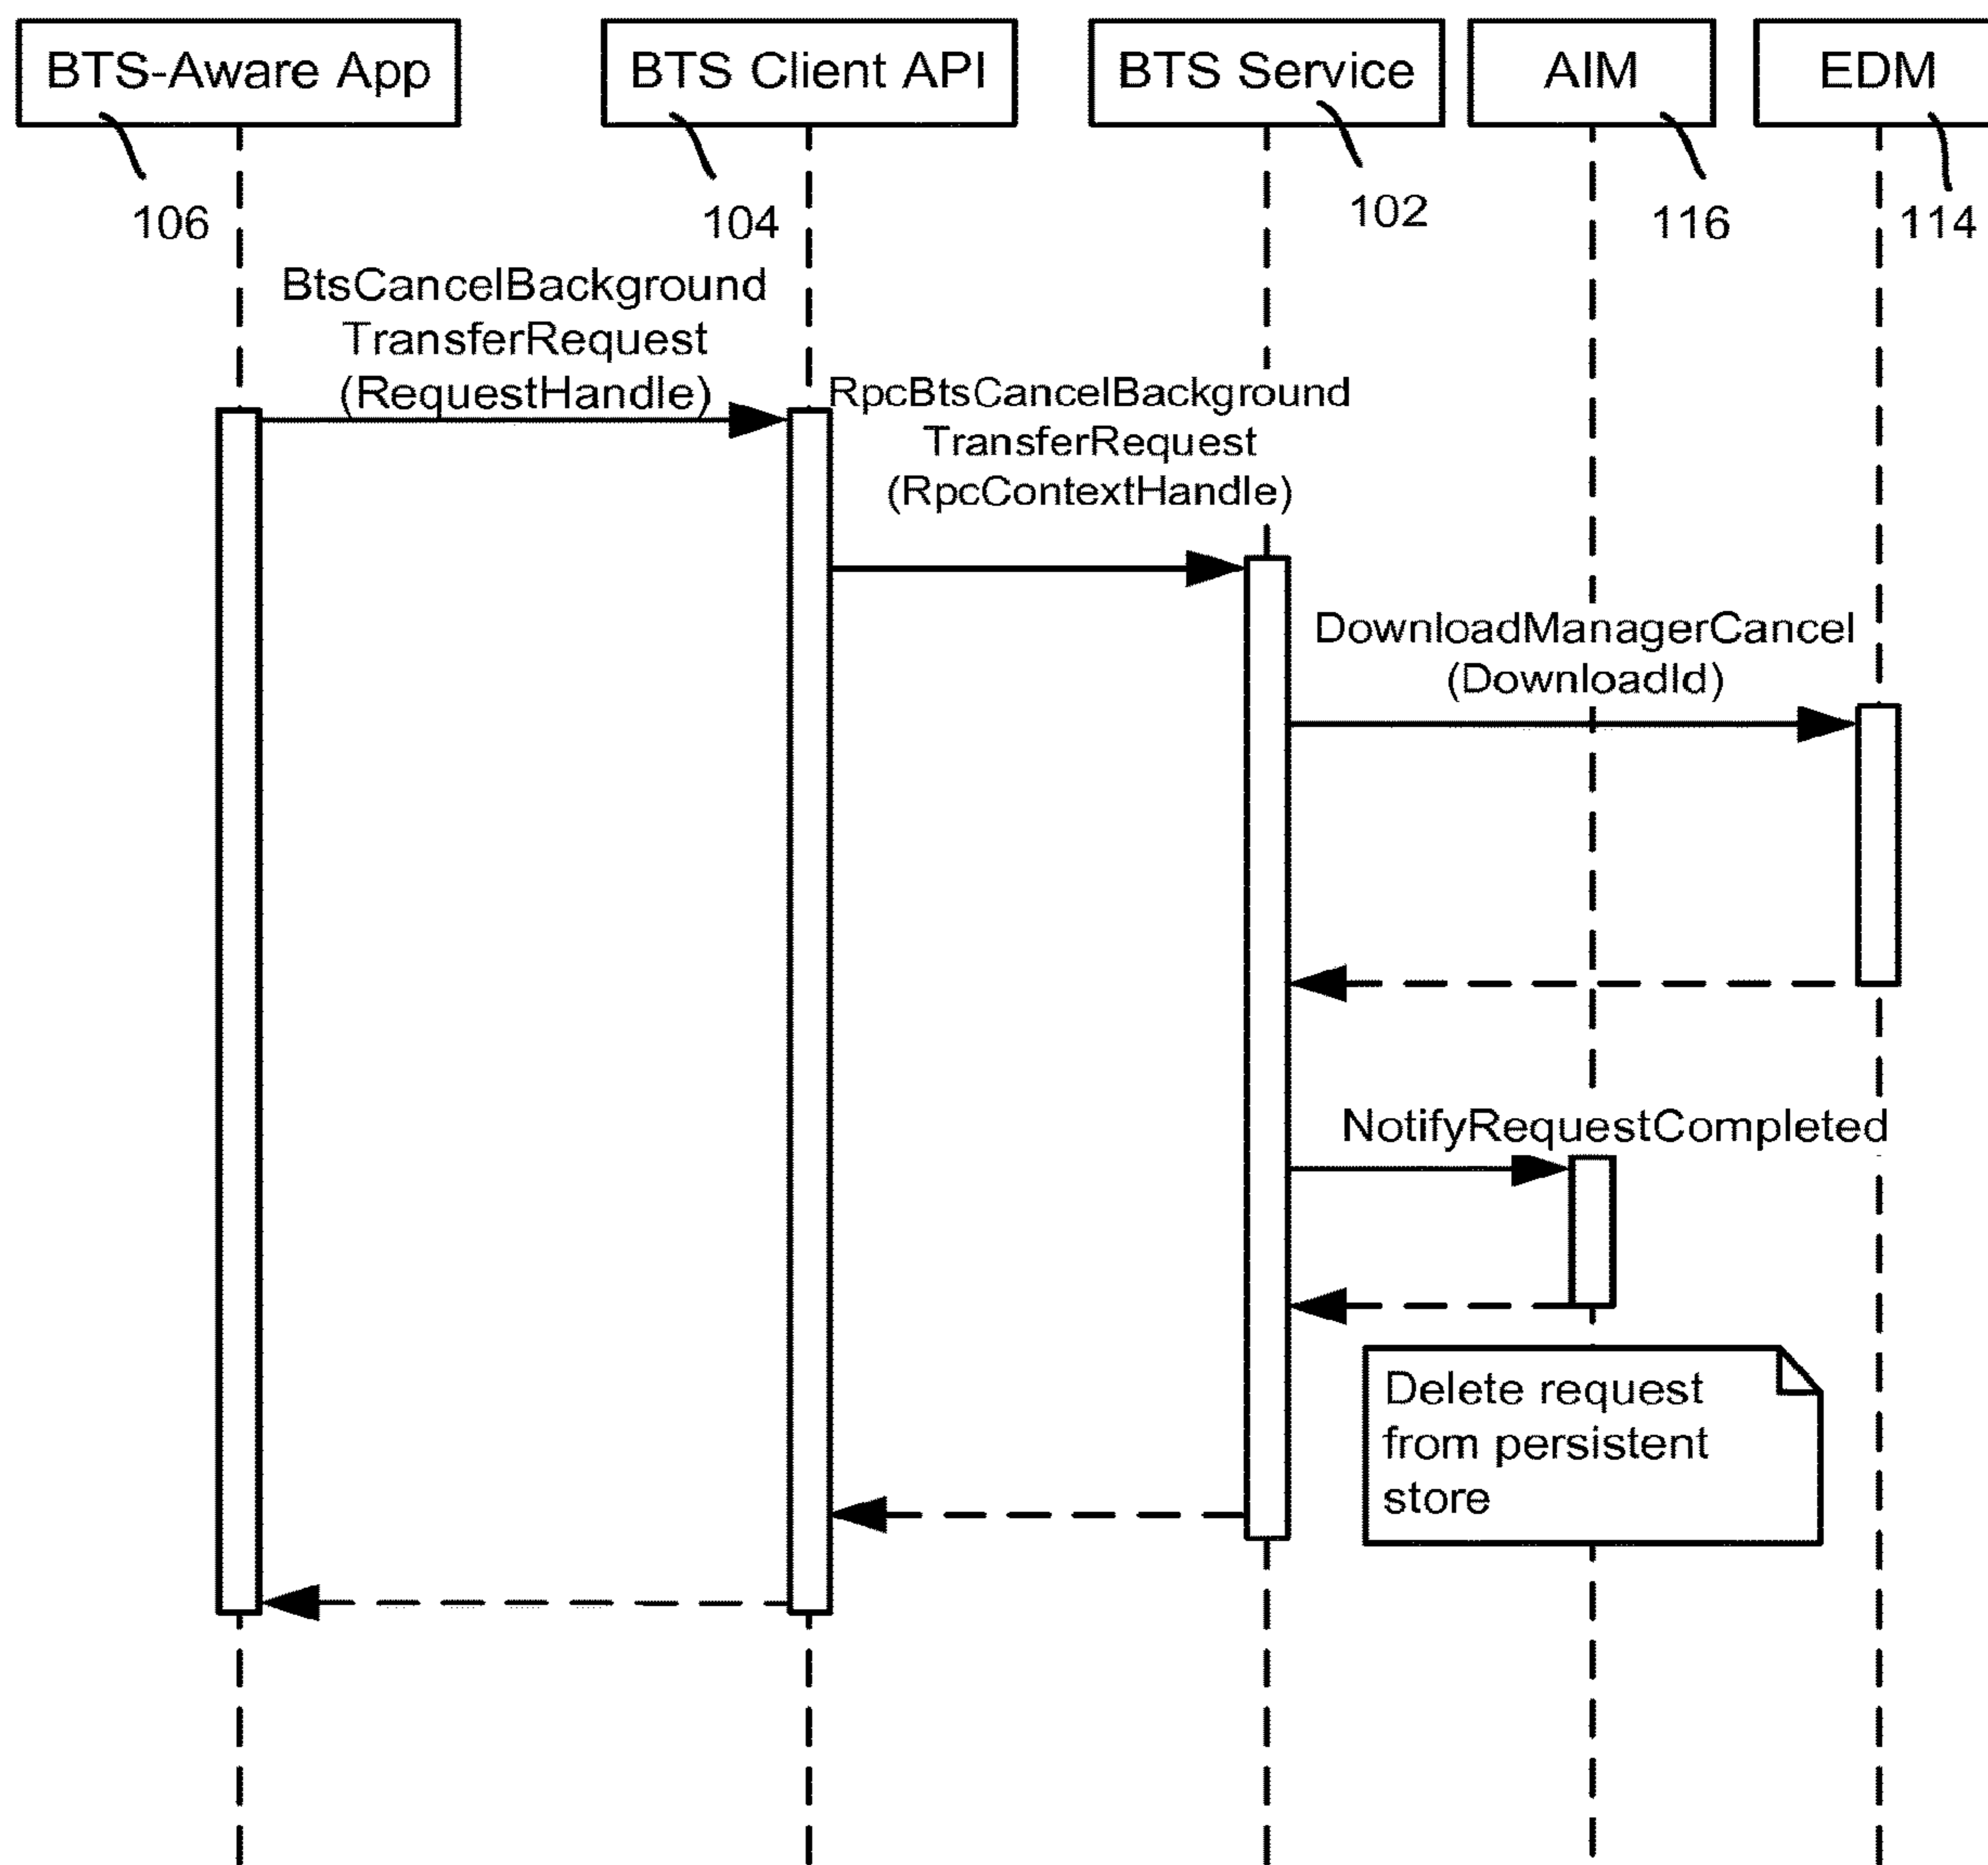 BTS-Aware App
BTS Client API
BTS Service
AIM
EDM
106
104
102
116
114
BtsCancelBackground
TransferRequest
(RequestHandle)
RpcBtsCancelBackground
TransferRequest
(RpcContextHandle)
DownloadManagerCancel
(DownloadId)
NotifyRequestCompleted
Delete request
from persistent
store